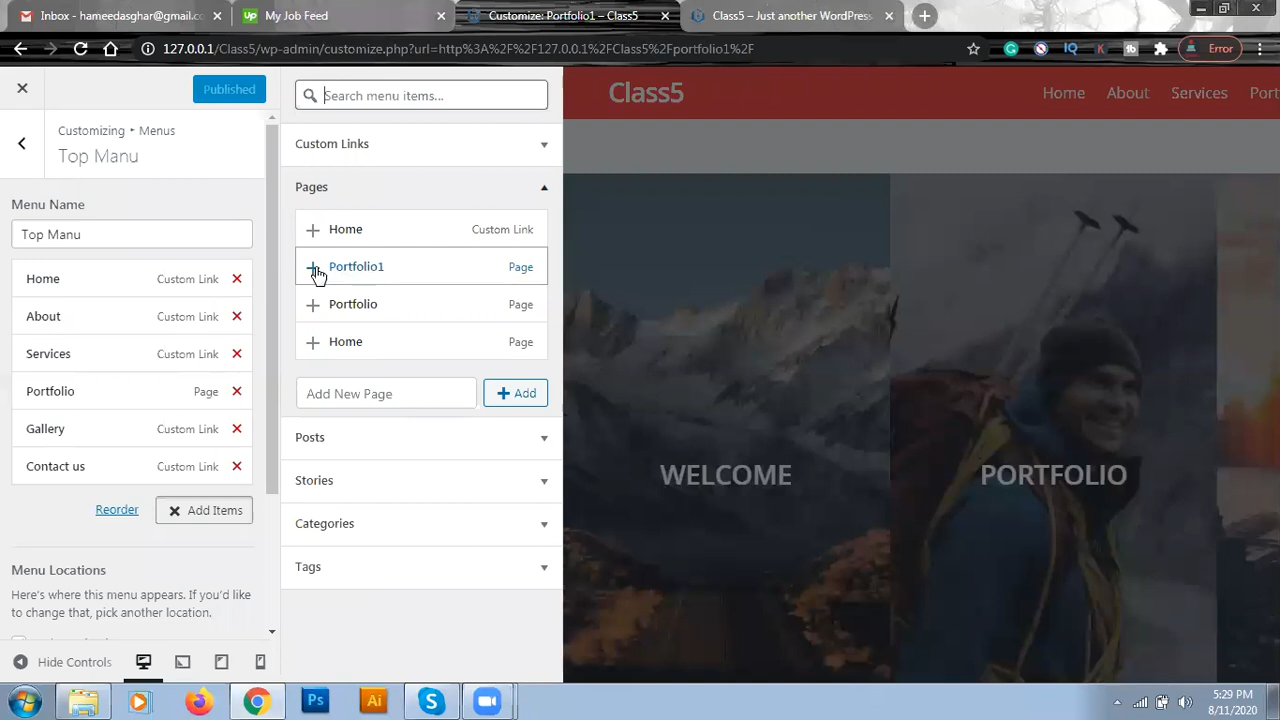 Inbox - hameedasghar@gmail
My Job Feed
Customize: Portfolio1 – Class5
Class5 – Just another WordPress
127.0.0.1/Class5/wp-admin/customize.php?url=http%3A%2F%2F127.0.0.1%2FClass5%2Fportfolio1%2F
Error
Published
Customizing ▸ Menus
Top Manu
Menu Name
Top Manu
Home Custom Link
About Custom Link
Services Custom Link
Portfolio Page
Gallery Custom Link
Contact us Custom Link
Reorder Add Items
Menu Locations
Here's where this menu appears. If you'd like to
change that, pick another location.
Hide Controls
Search menu items...
Custom Links
Pages
Home Custom Link
Portfolio1 Page
Portfolio Page
Home Page
Add New Page Add
Posts
Stories
Categories
Tags
Class5
Home About Services Port
WELCOME
PORTFOLIO
5:29 PM
8/11/2020